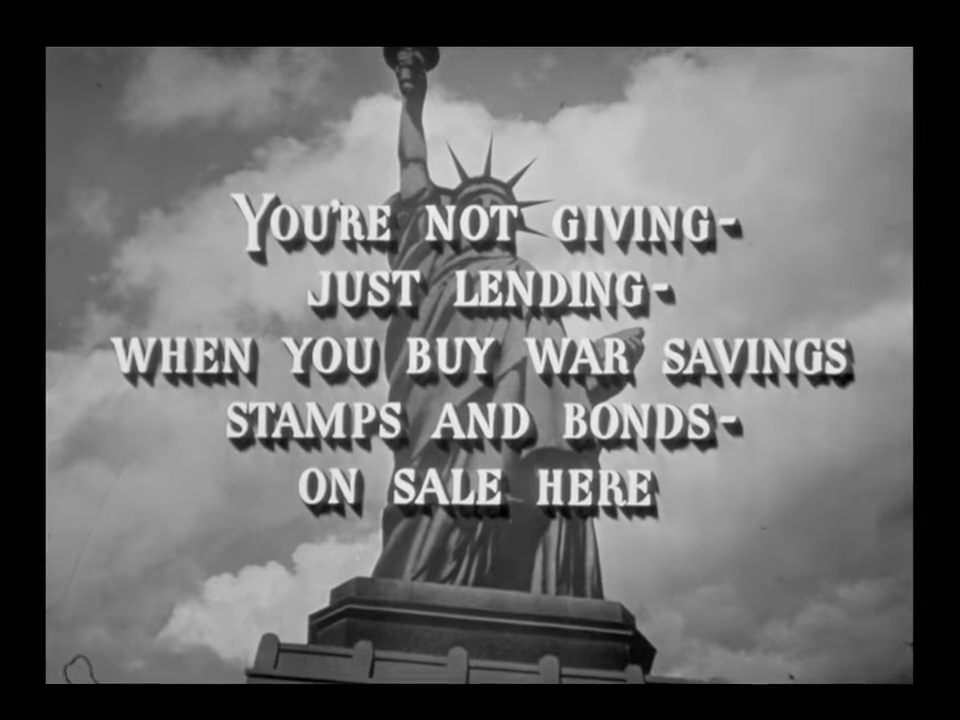 YOU'RE NOT GIVING-
JUST LENDING-
WHEN YOU BUY WAR SAVINGS
STAMPS AND BONDS-
ON SALE HERE